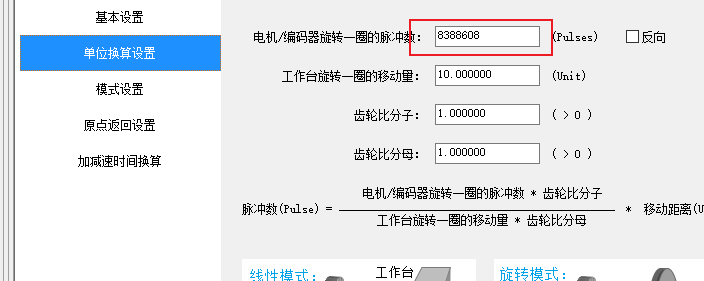 基本设置
单位换算设置
模式设置
原点返回设置
加减速时间换算
电机/编码器旋转一圈的脉冲数: 8388608 (Pulses) 反向
工作台旋转一圈的移动量: 10.000000 (Unit)
齿轮比分子: 1.000000 ( > 0 )
齿轮比分母: 1.000000 ( > 0 )
电机/编码器旋转一圈的脉冲数 * 齿轮比分子
脉冲数(Pulse) = * 移动距离(U
工作台旋转一圈的移动量 * 齿轮比分母
线性模式: 工作台 旋转模式: